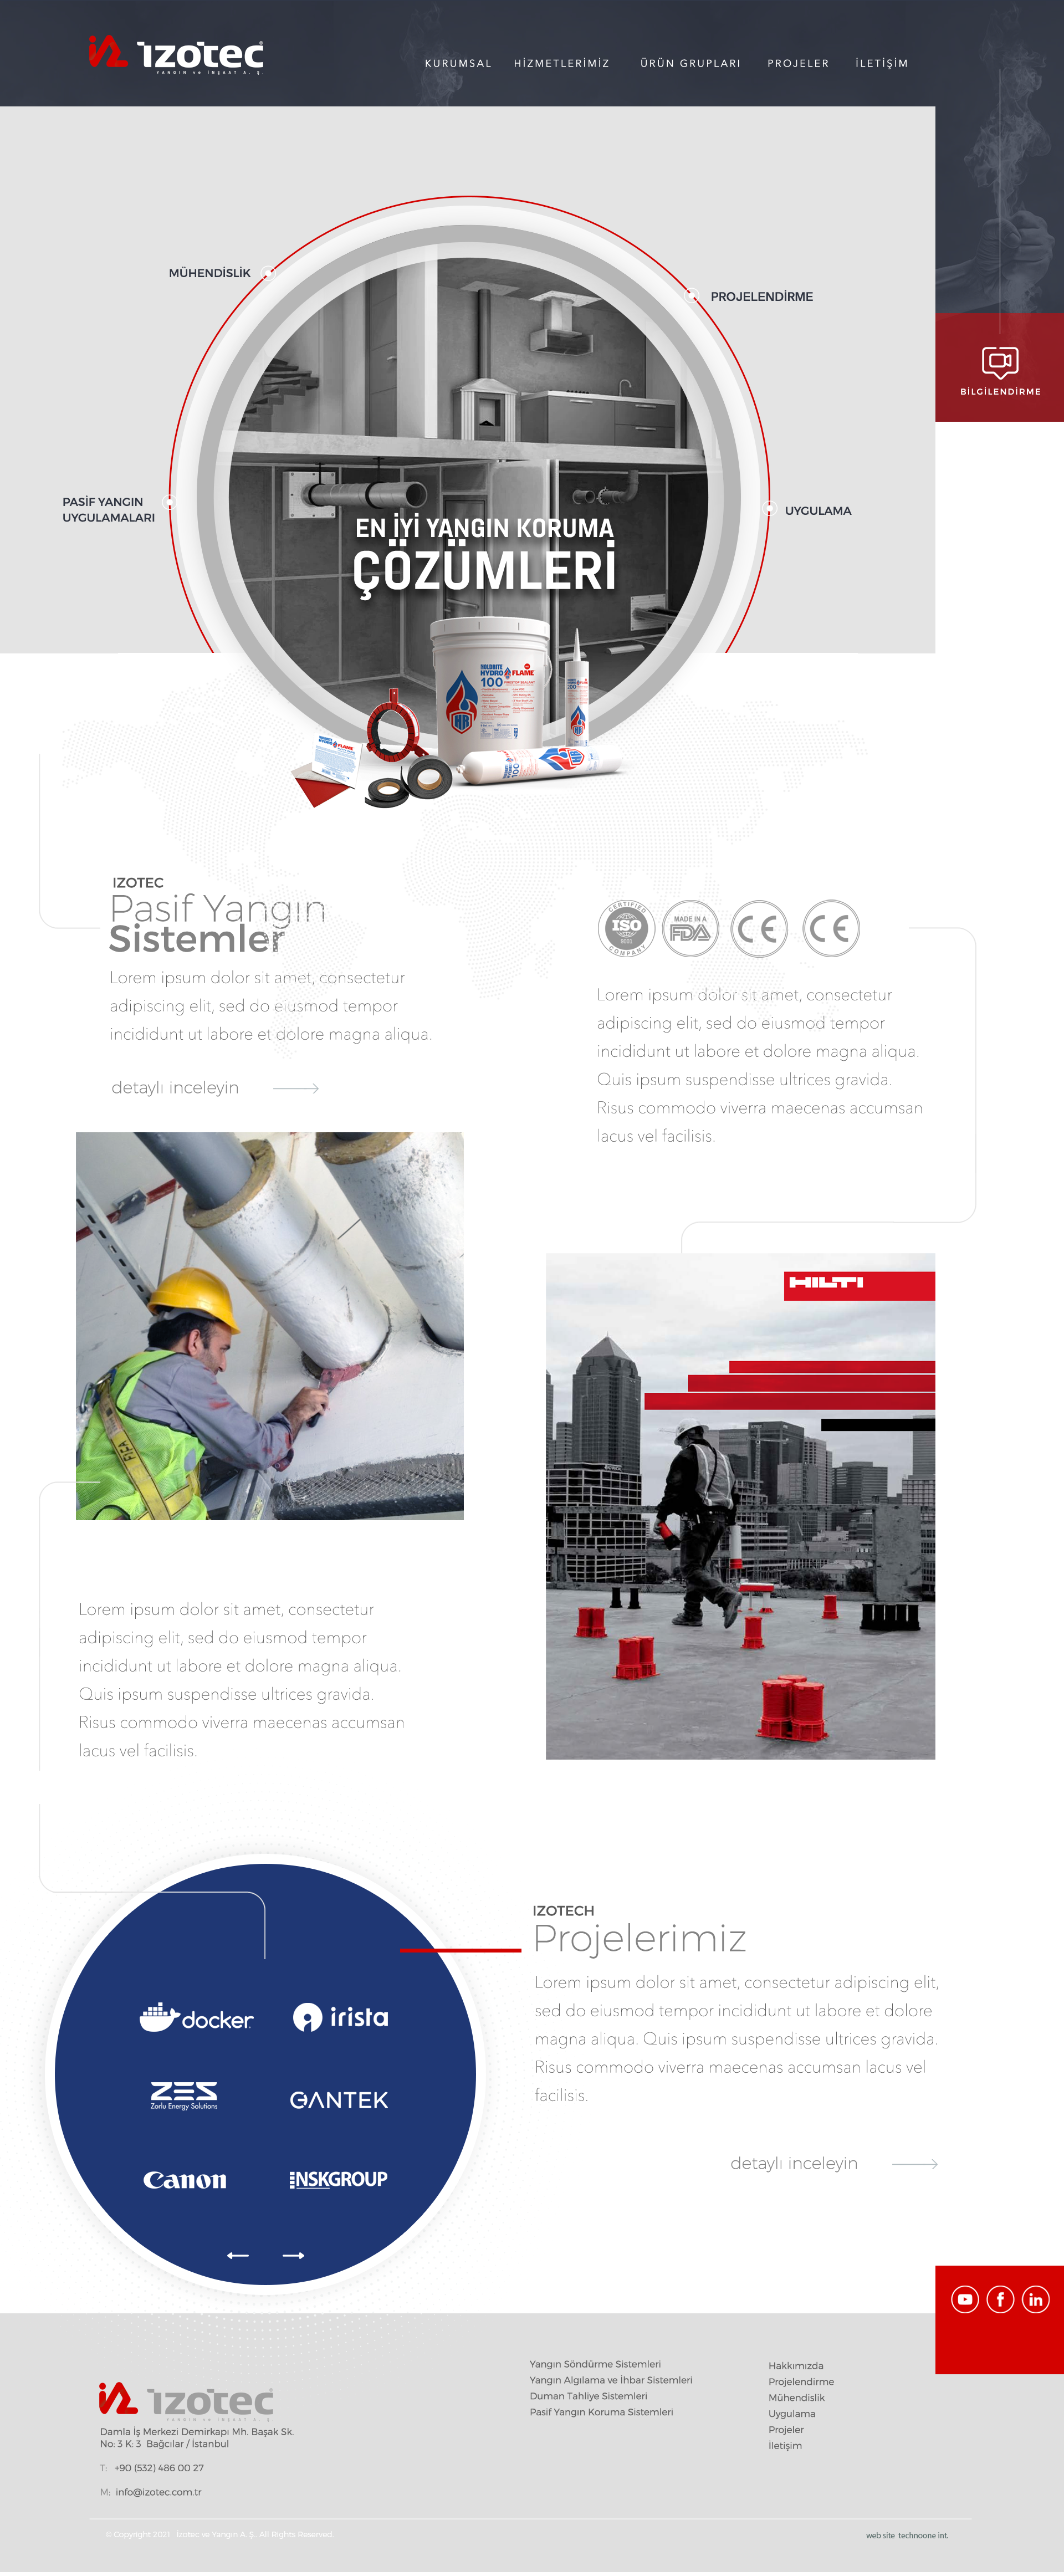 izotec
YANGIN ve İNŞAAT A. Ş.
KURUMSAL HİZMETLERİMİZ ÜRÜN GRUPLARI PROJELER İLETİŞİM
MÜHENDİSLİK
PROJELENDİRME
BİLGİLENDİRME
PASİF YANGIN
UYGULAMALARI
UYGULAMA
EN İYİ YANGIN KORUMA
ÇÖZÜMLERİ
HYDRO FLAME
100
HR
IZOTEC
Pasif Yangın
Sistemler
Lorem ipsum dolor sit amet, consectetur
adipiscing elit, sed do eiusmod tempor
incididunt ut labore et dolore magna aliqua.
detaylı inceleyin
CERTIFIED
ISO
9001
COMPANY
MADE IN A
FDA
CE
CE
Lorem ipsum dolor sit amet, consectetur
adipiscing elit, sed do eiusmod tempor
incididunt ut labore et dolore magna aliqua.
Quis ipsum suspendisse ultrices gravida.
Risus commodo viverra maecenas accumsan
lacus vel facilisis.
HILTI
Lorem ipsum dolor sit amet, consectetur
adipiscing elit, sed do eiusmod tempor
incididunt ut labore et dolore magna aliqua.
Quis ipsum suspendisse ultrices gravida.
Risus commodo viverra maecenas accumsan
lacus vel facilisis.
docker
irista
ZES
Zorlu Energy Solutions
GANTEK
Canon
INSKGROUP
IZOTECH
Projelerimiz
Lorem ipsum dolor sit amet, consectetur adipiscing elit,
sed do eiusmod tempor incididunt ut labore et dolore
magna aliqua. Quis ipsum suspendisse ultrices gravida.
Risus commodo viverra maecenas accumsan lacus vel
facilisis.
detaylı inceleyin
izotec
YANGIN ve İNŞAAT A. Ş.
Damla İş Merkezi Demirkapı Mh. Başak Sk.
No: 3 K: 3 Bağcılar / İstanbul
T: +90 (532) 486 00 27
M: info@izotec.com.tr
Yangın Söndürme Sistemleri
Yangın Algılama ve İhbar Sistemleri
Duman Tahliye Sistemleri
Pasif Yangın Koruma Sistemleri
Hakkımızda
Projelendirme
Mühendislik
Uygulama
Projeler
İletişim
© Copyright 2021 İzotec ve Yangın A. Ş.. All Rights Reserved
web site technoone int.